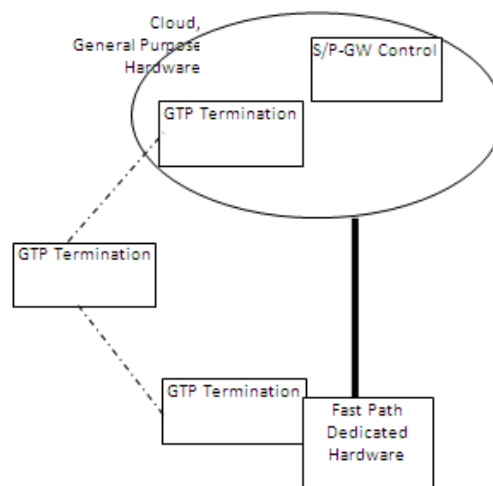 Cloud,
General Purpose
Hardware
S/P-GW Control
GTP Termination
GTP Termination
GTP Termination
Fast Path
Dedicated
Hardware